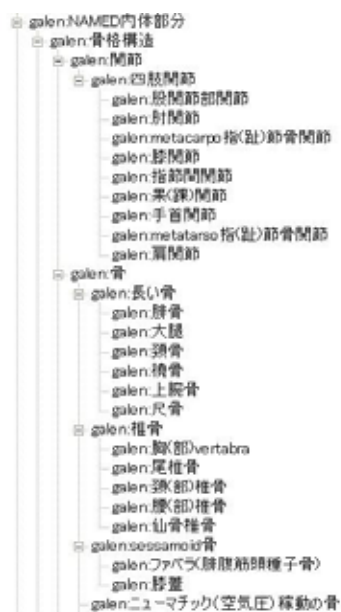 galen:NAMED内体部分
galen:骨格構造
galen:関節
galen:四肢関節
galen:股関節部関節
galen:肘関節
galen:metacarpo指(趾)節骨関節
galen:膝関節
galen:指節間関節
galen:果(踝)関節
galen:手首関節
galen:metatarso指(趾)節骨関節
galen:肩関節
galen:骨
galen:長い骨
galen:腓骨
galen:大腿
galen:頚骨
galen:橈骨
galen:上腕骨
galen:尺骨
galen:椎骨
galen:胸(部)vertabra
galen:尾椎骨
galen:頚(部)椎骨
galen:腰(部)椎骨
galen:仙骨椎骨
galen:sessamoid骨
galen:ファベラ(腓腹筋頭種子骨)
galen:膝蓋
galen:ニューマチック(空気圧)稼動の骨